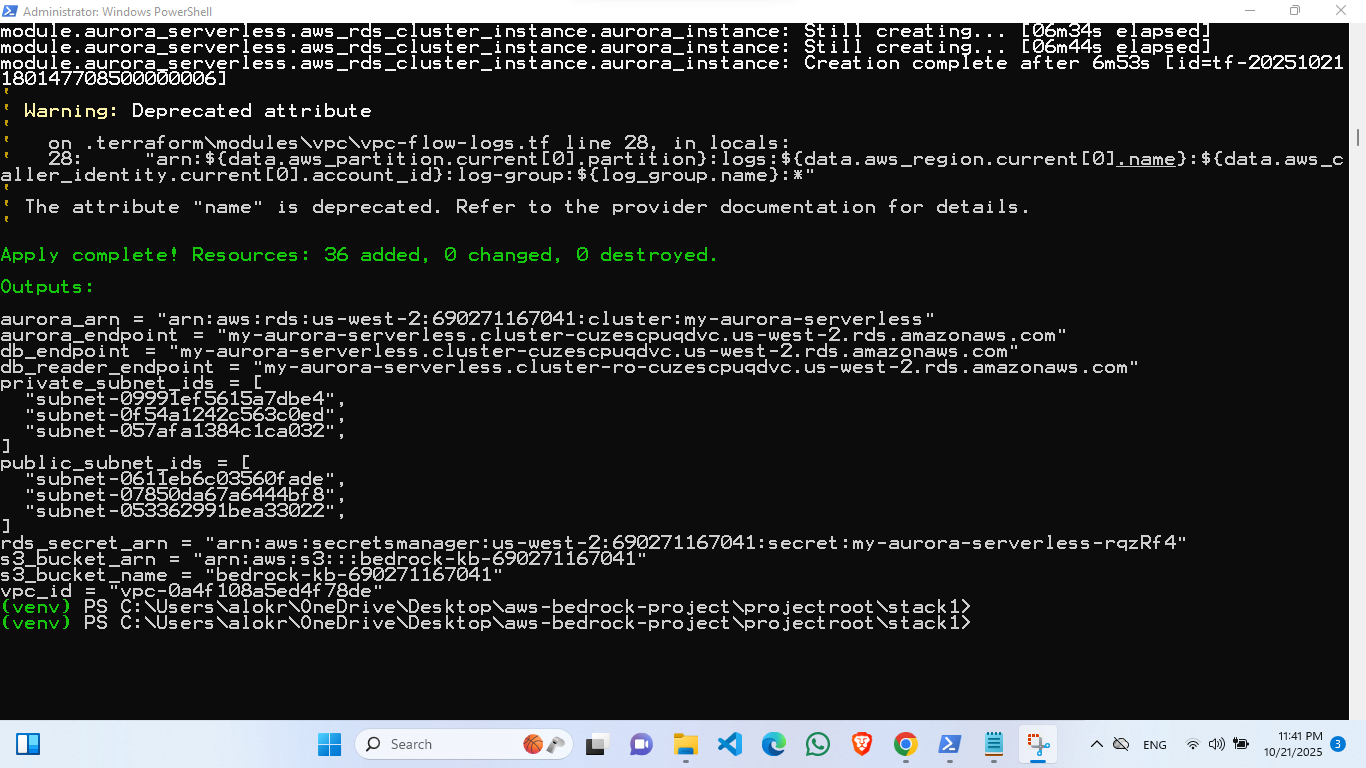 Administrator: Windows PowerShell
module.aurora_serverless.aws_rds_cluster_instance.aurora_instance: Still creating... [06m34s elapsed]
module.aurora_serverless.aws_rds_cluster_instance.aurora_instance: Still creating... [06m44s elapsed]
module.aurora_serverless.aws_rds_cluster_instance.aurora_instance: Creation complete after 6m53s [id=tf-20251021
18014770850000000006]
Warning: Deprecated attribute
on .terraform\modules\vpc\vpc-flow-logs.tf line 28, in locals:
28:     "arn:${data.aws_partition.current[0].partition}:logs:${data.aws_region.current[0].name}:${data.aws_c
aller_identity.current[0].account_id}:log-group:${log_group.name}:*"
The attribute "name" is deprecated. Refer to the provider documentation for details.
Apply complete! Resources: 36 added, 0 changed, 0 destroyed.
Outputs:
aurora_arn = "arn:aws:rds:us-west-2:690271167041:cluster:my-aurora-serverless"
aurora_endpoint = "my-aurora-serverless.cluster-cuzescpuqdvc.us-west-2.rds.amazonaws.com"
db_endpoint = "my-aurora-serverless.cluster-cuzescpuqdvc.us-west-2.rds.amazonaws.com"
db_reader_endpoint = "my-aurora-serverless.cluster-ro-cuzescpuqdvc.us-west-2.rds.amazonaws.com"
private_subnet_ids = [
"subnet-09991ef5615a7dbe4",
"subnet-0f54a1242c563c0ed",
"subnet-057afa1384c1ca032",
]
public_subnet_ids = [
"subnet-0611eb6c03560fade",
"subnet-07850da67a6444bf8",
"subnet-053362991bea33022",
]
rds_secret_arn = "arn:aws:secretsmanager:us-west-2:690271167041:secret:my-aurora-serverless-rqzRf4"
s3_bucket_arn = "arn:aws:s3:::bedrock-kb-690271167041"
s3_bucket_name = "bedrock-kb-690271167041"
vpc_id = "vpc-0a4f108a5ed4f78de"
(venv) PS C:\Users\alokr\OneDrive\Desktop\aws-bedrock-project\projectroot\stack1>
(venv) PS C:\Users\alokr\OneDrive\Desktop\aws-bedrock-project\projectroot\stack1>
Search
ENG
11:41 PM
10/21/2025
3